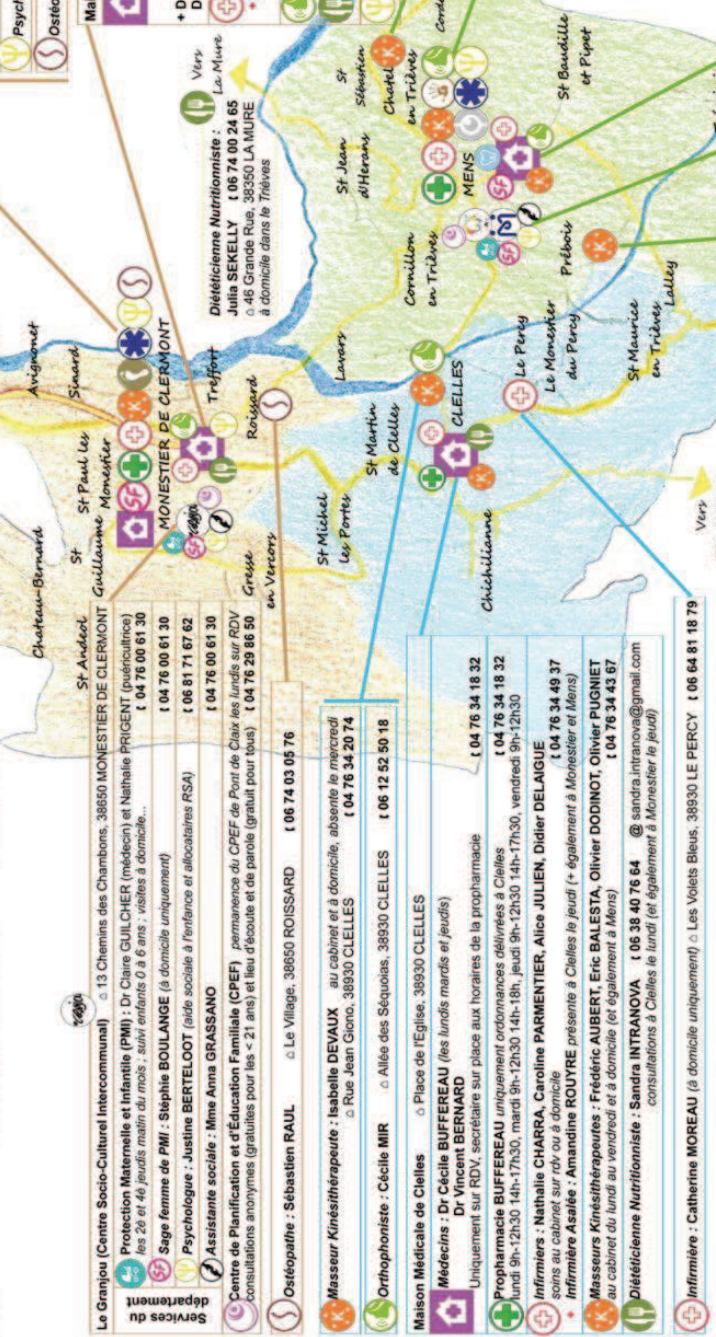 Le Granjou (Centre Socio-Culturel Intercommunal) 13 Chemins des Chambons, 38650 MONESTIER DE CLERMONT
Services du département
Protection Maternelle et Infantile (PMI) : Dr Claire GUILCHER (médecin) et Nathalie PRIGENT (puéricultrice)
les 2è et 4è jeudis matin du mois ; suivi enfants 0 à 6 ans ; visites à domicile... 04 76 00 61 30
Sage femme de PMI : Stéphie BOULANGE (à domicile uniquement) 04 76 00 61 30
Psychologue : Justine BERTELOOT (aide sociale à l'enfance et allocataires RSA) 06 81 71 67 62
Assistante sociale : Mme Anna GRASSANO 04 76 00 61 30
Centre de Planification et d'Éducation Familiale (CPEF) permanence du CPEF de Pont de Claix les lundis sur RDV
consultations anonymes (gratuites pour les < 21 ans) et lieu d'écoute et de parole (gratuit pour tous) 04 76 29 86 50
Ostéopathe : Sébastien RAUL Le Village, 38650 ROISSARD 06 74 03 05 76
Masseur Kinésithérapeute : Isabelle DEVAUX au cabinet et à domicile, absente le mercredi
Rue Jean Giono, 38930 CLELLES 04 76 34 20 74
Orthophoniste : Cécile MIR Allée des Séquoias, 38930 CLELLES 06 12 52 50 18
Maison Médicale de Clelles Place de l'Eglise, 38930 CLELLES
Médecins : Dr Cécile BUFFEREAU (les lundis mardis et jeudis)
Dr Vincent BERNARD 04 76 34 18 32
Uniquement sur RDV, secrétaire sur place aux horaires de la propharmacie
Propharmacie BUFFEREAU uniquement ordonnances délivrées à Clelles 04 76 34 18 32
lundi 9h-12h30 14h-17h30, mardi 9h-12h30 14h-18h, jeudi 9h-12h30 14h-17h30, vendredi 9h-12h30
Infirmiers : Nathalie CHARRA, Caroline PARMENTIER, Alice JULIEN, Didier DELAIGUE
soins au cabinet sur rdv ou à domicile 04 76 34 49 37
Infirmière Asalée : Amandine ROUYRE présente à Clelles le jeudi (+ également à Monestier et Mens)
Masseurs Kinésithérapeutes : Frédéric AUBERT, Eric BALESTA, Olivier DODINOT, Olivier PUGNIET
au cabinet du lundi au vendredi et à domicile (et également à Mens) 04 76 34 43 67
Diététicienne Nutritionniste : Sandra INTRANOVA 06 38 40 76 64 @ sandra.intranova@gmail.com
consultations à Clelles le lundi (et également à Monestier le jeudi)
Infirmière : Catherine MOREAU (à domicile uniquement) Les Volets Bleus, 38930 LE PERCY 06 64 81 18 79
Chateau-Bernard
St Andeol
St Guillaume
St Paul les Monestier
Avignonet
Sinard
MONESTIER DE CLERMONT
Treffort
Roissard
Gresse en Vercors
Lavars
St Michel les Portes
St Martin de Clelles
CLELLES
Chichilianne
Le Percy
Le Monestier du Percy
St Maurice en Trièves
Lalley
Prébois
Cornillon en Trièves
MENS
St Jean d'Herans
St Sébastien
Chatel en Trièves
St Baudille et Pipet
Vers
Vers La Mure
Diététicienne Nutritionniste :
Julia SEKELLY 06 74 00 24 65
46 Grande Rue, 38350 LA MURE
à domicile dans le Trièves
SF
K